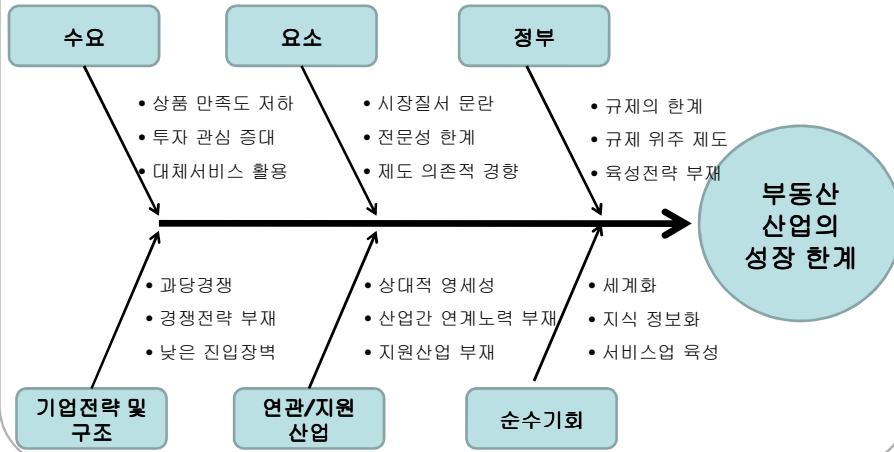 수요
요소
정부
• 상품 만족도 저하
• 투자 관심 증대
• 대체서비스 활용
• 시장질서 문란
• 전문성 한계
• 제도 의존적 경향
• 규제의 한계
• 규제 위주 제도
• 육성전략 부재
부동산
산업의
성장 한계
• 과당경쟁
• 경쟁전략 부재
• 낮은 진입장벽
• 상대적 영세성
• 산업간 연계노력 부재
• 지원산업 부재
• 세계화
• 지식 정보화
• 서비스업 육성
기업전략 및
구조
연관/지원
산업
순수기회